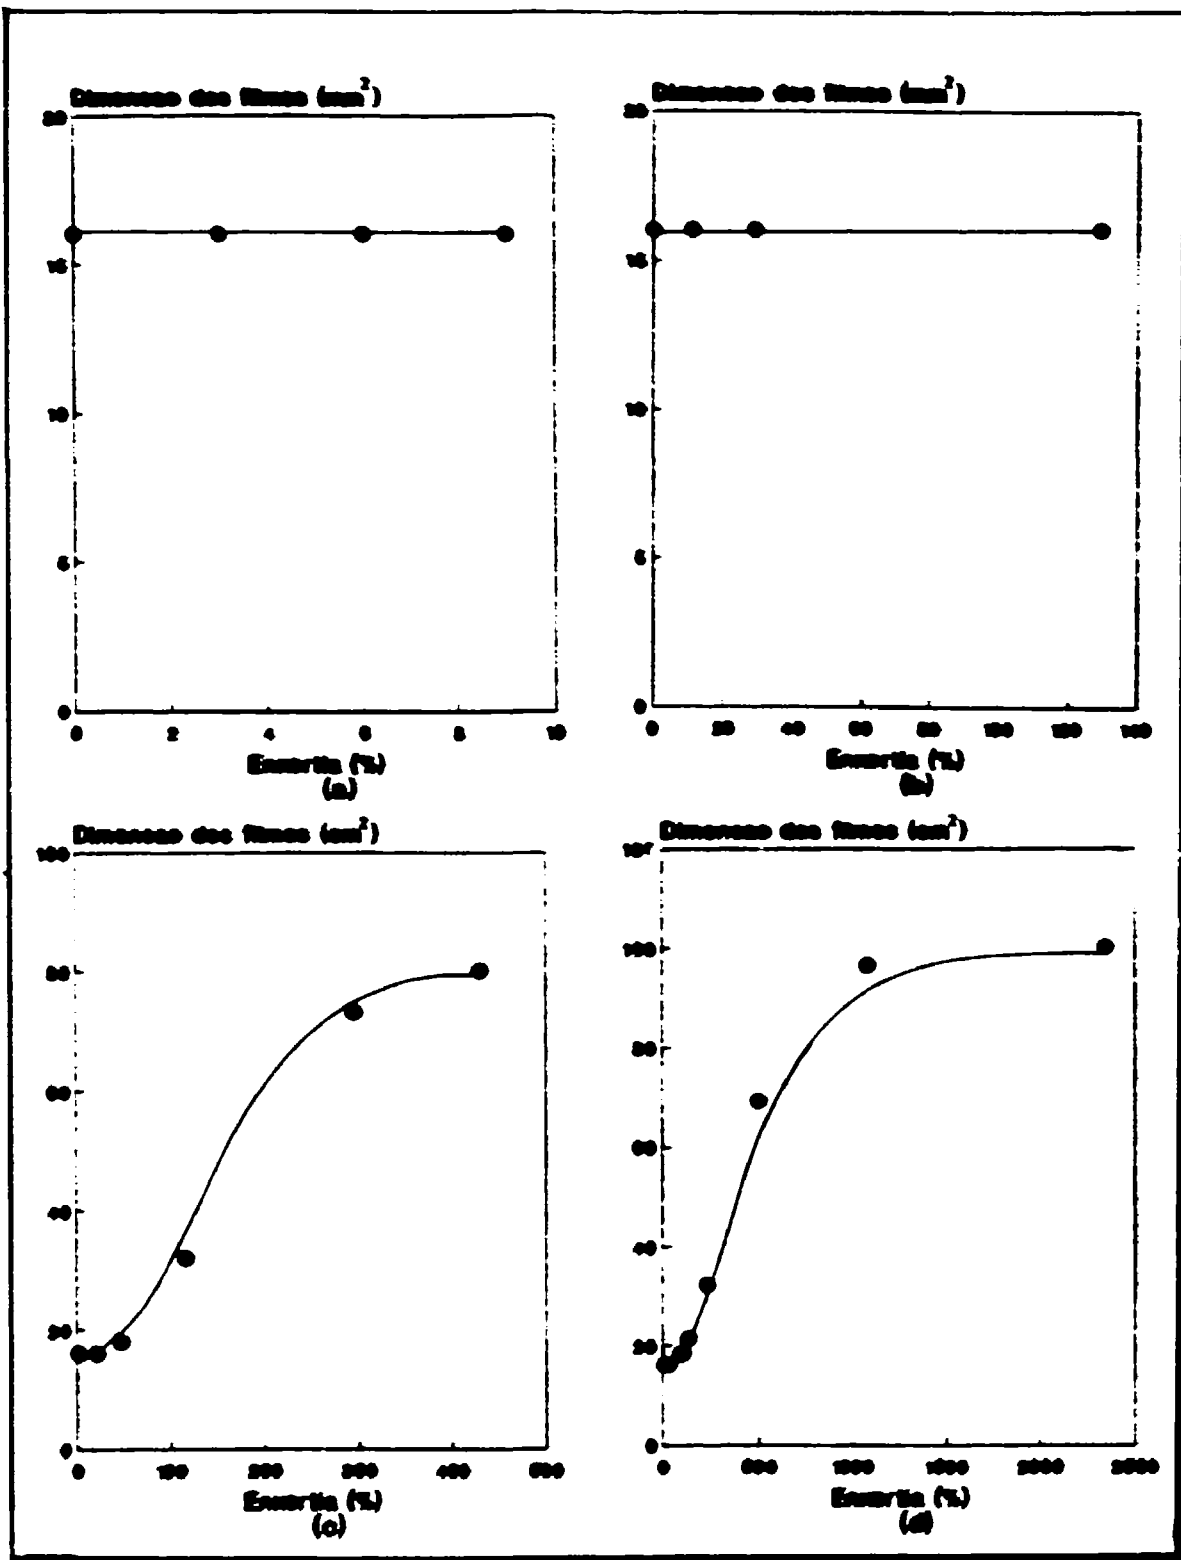 Dimensao dos filmes (mm²)
20
15
10
5
0
0 2 4 6 8 10
Enxertia (%)
(a)
Dimensao dos filmes (mm²)
20
15
10
5
0
0 20 40 60 80 100 120 140
Enxertia (%)
(b)
Dimensao dos filmes (cm²)
100
80
60
40
20
0
0 100 200 300 400 500
Enxertia (%)
(c)
Dimensao dos filmes (cm²)
100
80
60
40
20
0
0 500 1000 1500 2000 2500
Enxertia (%)
(d)